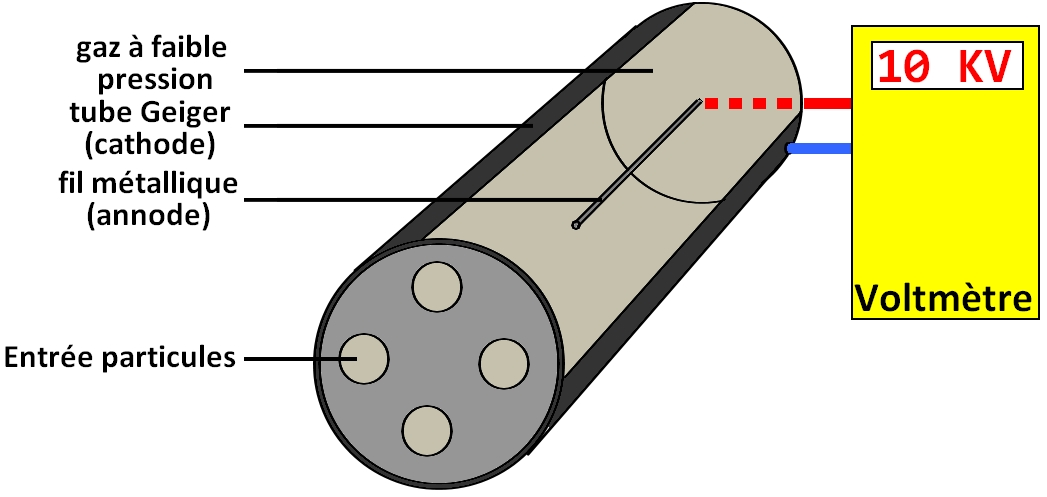 gaz à faible
pression
tube Geiger
(cathode)
fil métallique
(annode)
Entrée particules
10 KV
Voltmètre